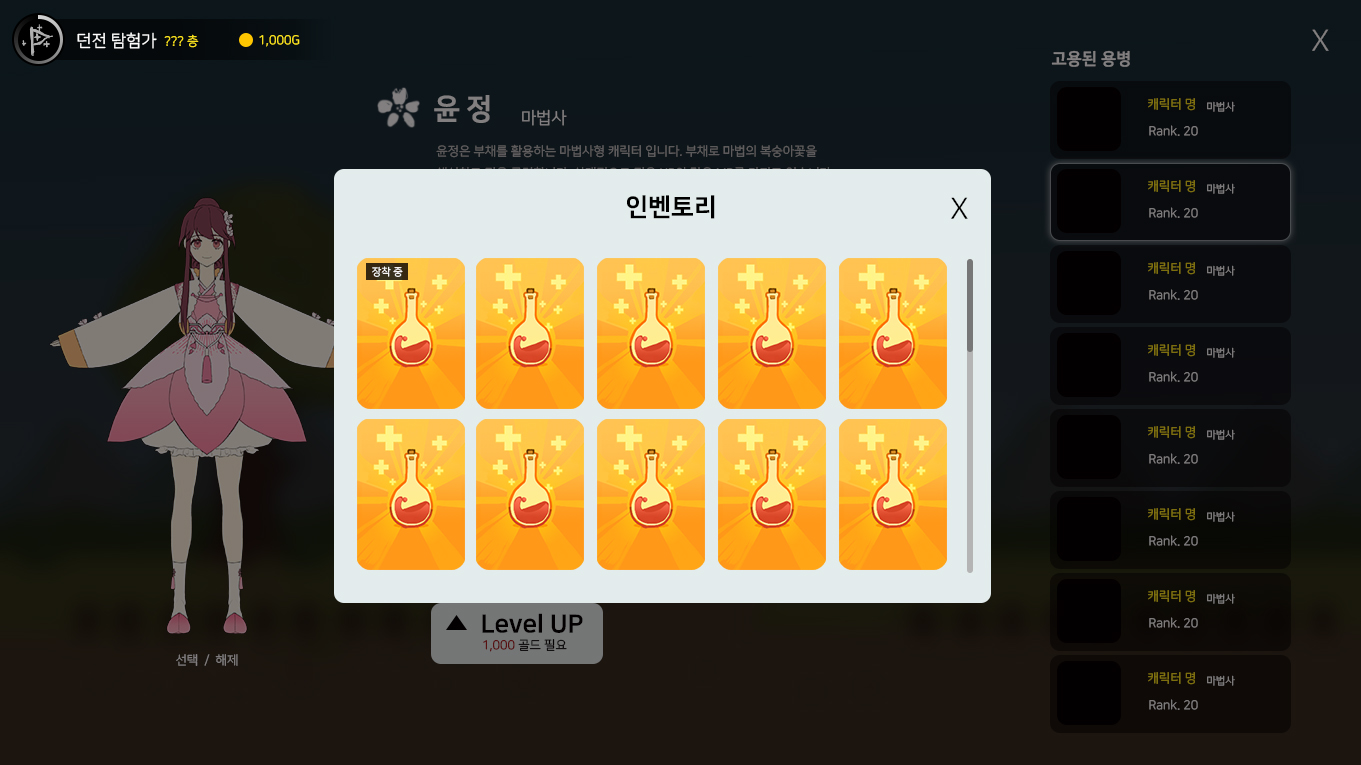 던전 탐험가 ??? 층 1,000G
X
고용된 용병
윤 정 마법사
윤정은 부채를 활용하는 마법사형 캐릭터 입니다. 부채로 마법의 복숭아꽃을
인벤토리 X
장착 중
Level UP
1,000 골드 필요
선택 / 해제
캐릭터 명 마법사
Rank. 20
캐릭터 명 마법사
Rank. 20
캐릭터 명 마법사
Rank. 20
캐릭터 명 마법사
Rank. 20
캐릭터 명 마법사
Rank. 20
캐릭터 명 마법사
Rank. 20
캐릭터 명 마법사
Rank. 20
캐릭터 명 마법사
Rank. 20